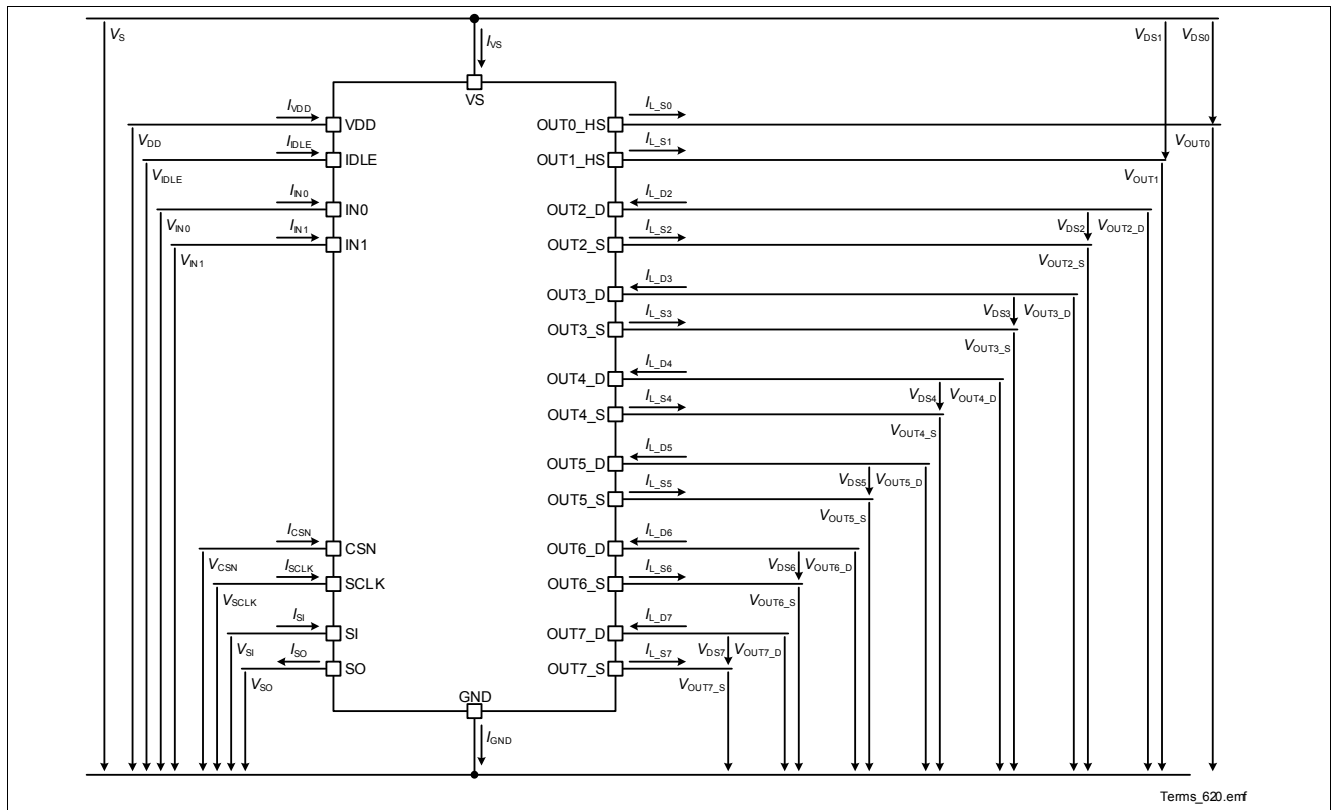 VS IVS VDS1 VDS0
VS
IVDD VDD OUT0_HS IL_S0
VDD IIDLE IDLE OUT1_HS IL_S1 VOUT0
VIDLE VOUT1
IIN0 IN0 OUT2_D IL_D2
VIN0 IIN1 IN1 OUT2_S IL_S2 VDS2 VOUT2_D
VIN1 VOUT2_S
OUT3_D IL_D3
OUT3_S IL_S3 VDS3 VOUT3_D
VOUT3_S
OUT4_D IL_D4
OUT4_S IL_S4 VDS4 VOUT4_D
VOUT4_S
OUT5_D IL_D5
OUT5_S IL_S5 VDS5 VOUT5_D
VOUT5_S
ICSN CSN OUT6_D IL_D6
VCSN ISCLK SCLK OUT6_S IL_S6 VDS6 VOUT6_D
VSCLK VOUT6_S
ISI SI OUT7_D IL_D7
VSI ISO SO OUT7_S IL_S7 VDS7 VOUT7_D
VSO VOUT7_S
GND
IGND
Terms_620.emf